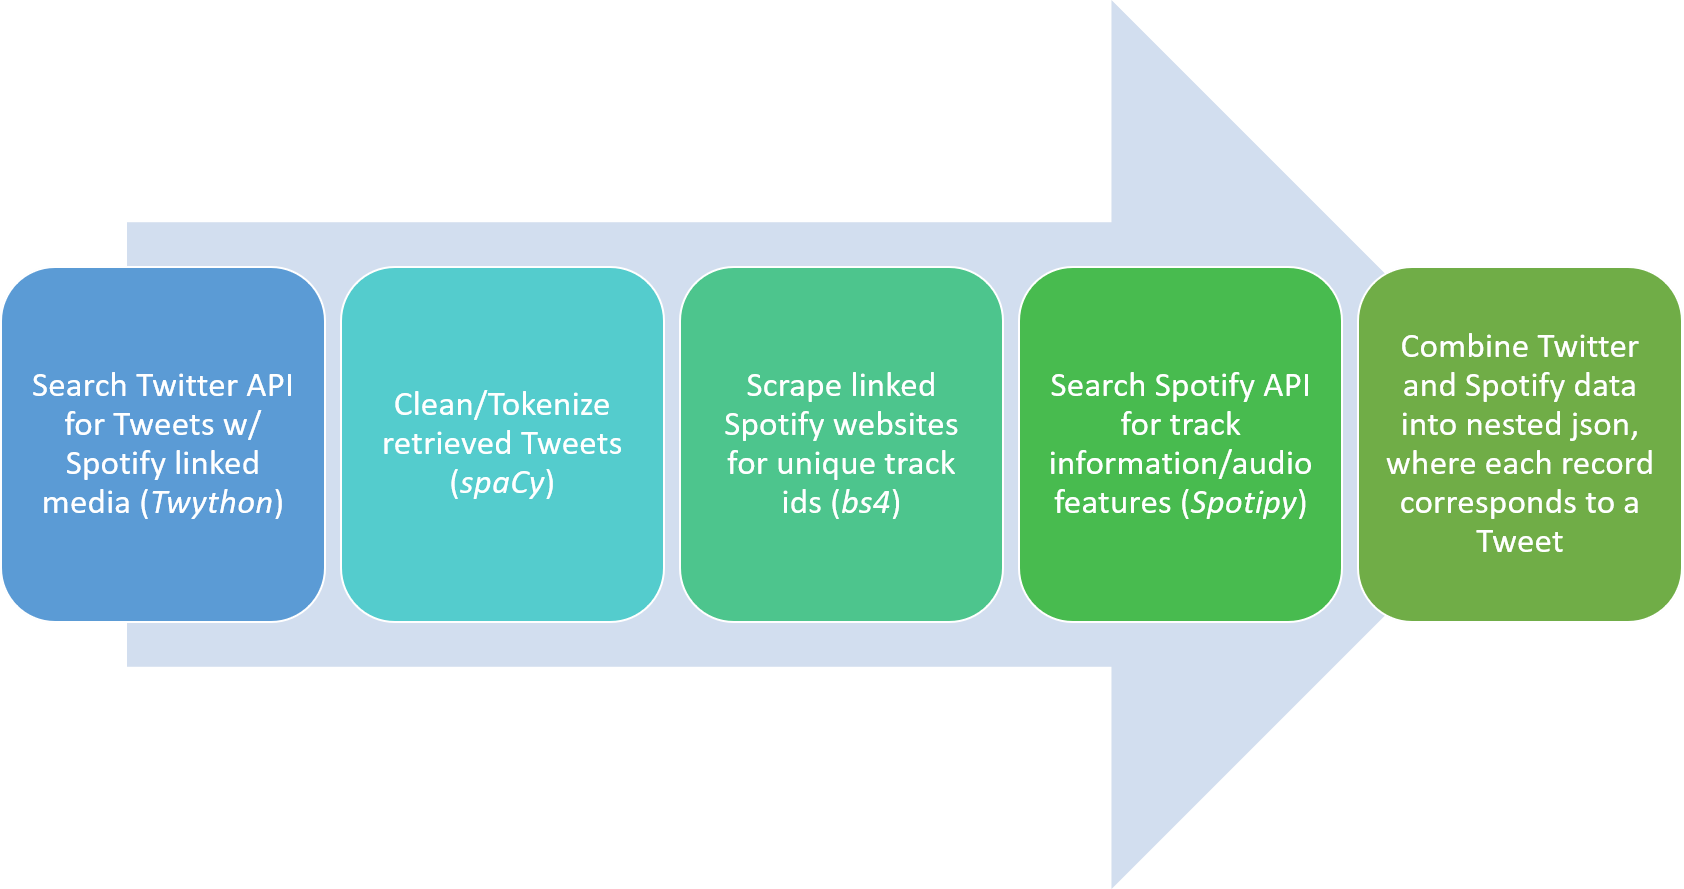 Search Twitter API
for Tweets w/
Spotify linked
media (Twython)
Clean/Tokenize
retrieved Tweets
(spaCy)
Scrape linked
Spotify websites
for unique track
ids (bs4)
Search Spotify API
for track
information/audio
features (Spotipy)
Combine Twitter
and Spotify data
into nested json,
where each record
corresponds to a
Tweet